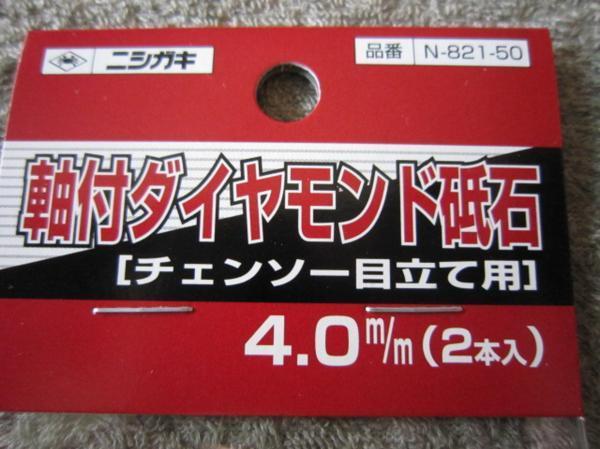 ニシガキ
品番 N-821-50
軸付ダイヤモンド砥石
[チェンソー目立て用]
4.0m/m(2本入)